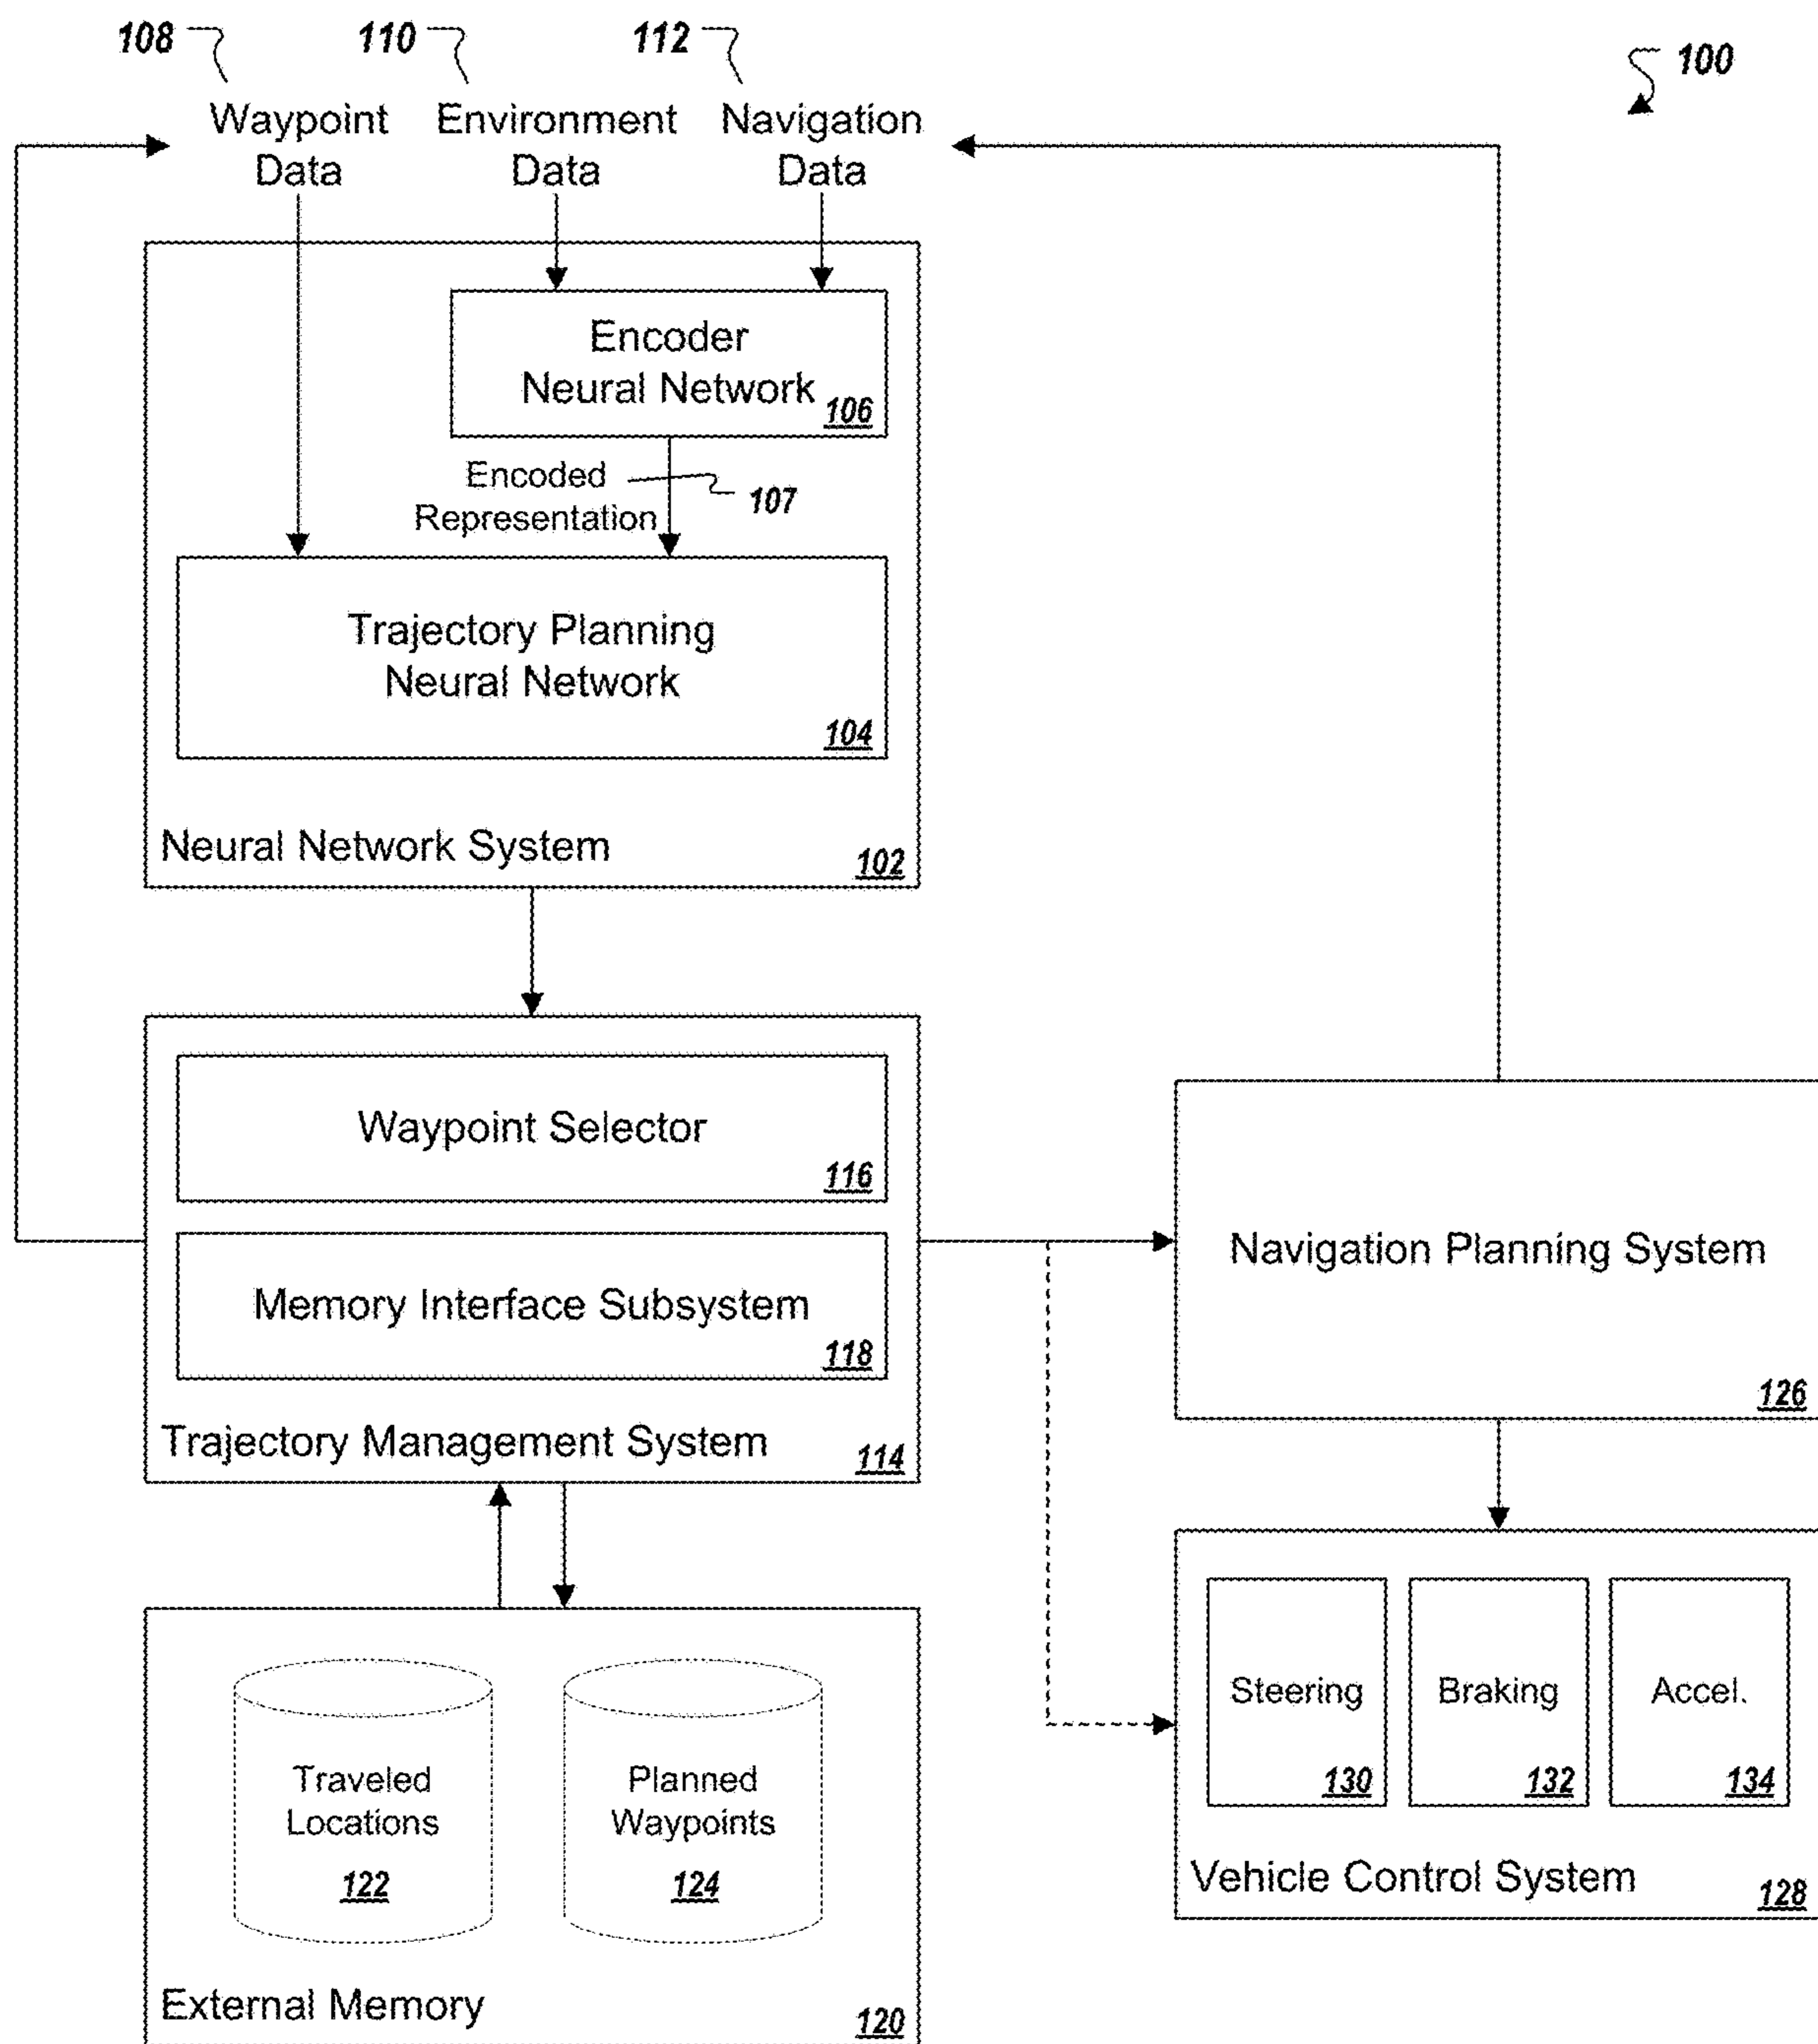 108
110
112
100
Waypoint
Data
Environment
Data
Navigation
Data
Encoder
Neural Network
106
Encoded
Representation
107
Trajectory Planning
Neural Network
104
Neural Network System
102
Waypoint Selector
116
Memory Interface Subsystem
118
Trajectory Management System
114
Navigation Planning System
126
Steering
130
Braking
132
Accel.
134
Vehicle Control System
128
Traveled
Locations
122
Planned
Waypoints
124
External Memory
120